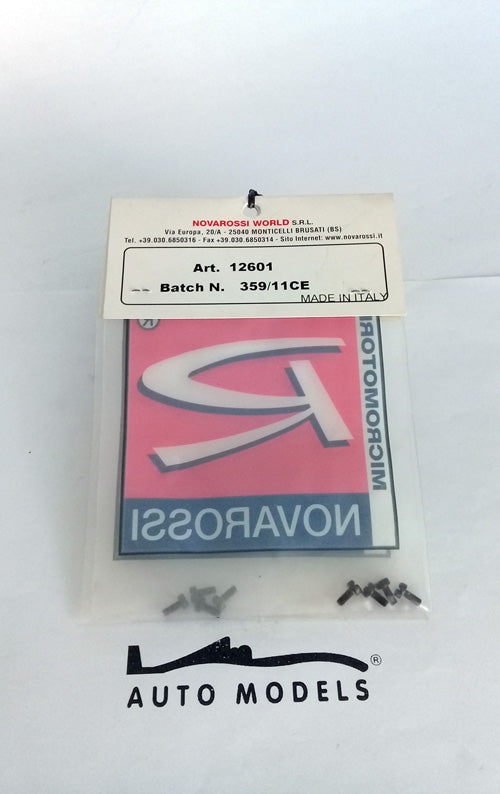 NOVAROSSI WORLD S.R.L.
Via Europa, 20/A - 25040 MONTICELLI BRUSATI (BS)
Tel. +39.030.6850316 - Fax +39.030.6850314 - Sito Internet: www.novarossi.it
Art. 12601
Batch N. 359/11CE
MADE IN ITALY
®
MICROMOTORI
NOVAROSSI
®
AUTO MODELS